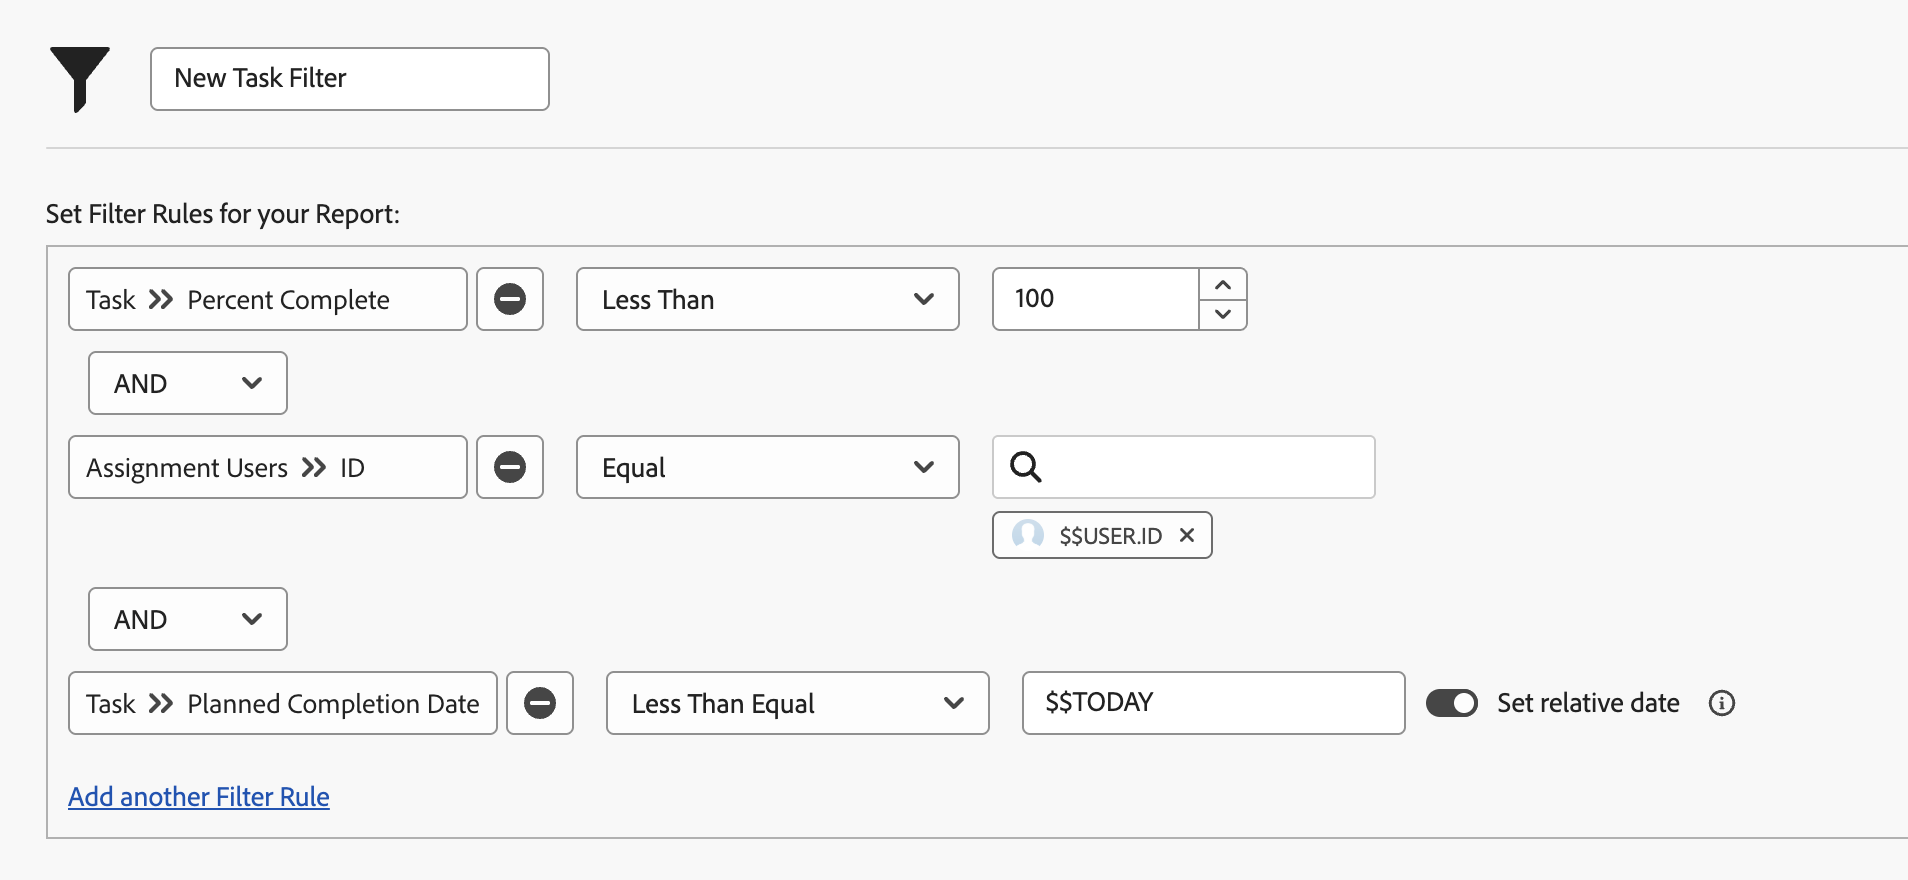 New Task Filter
Set Filter Rules for your Report:
Task Percent Complete Less Than 100
AND
Assignment Users ID Equal
$$USER.ID
AND
Task Planned Completion Date Less Than Equal $$TODAY Set relative date
Add another Filter Rule